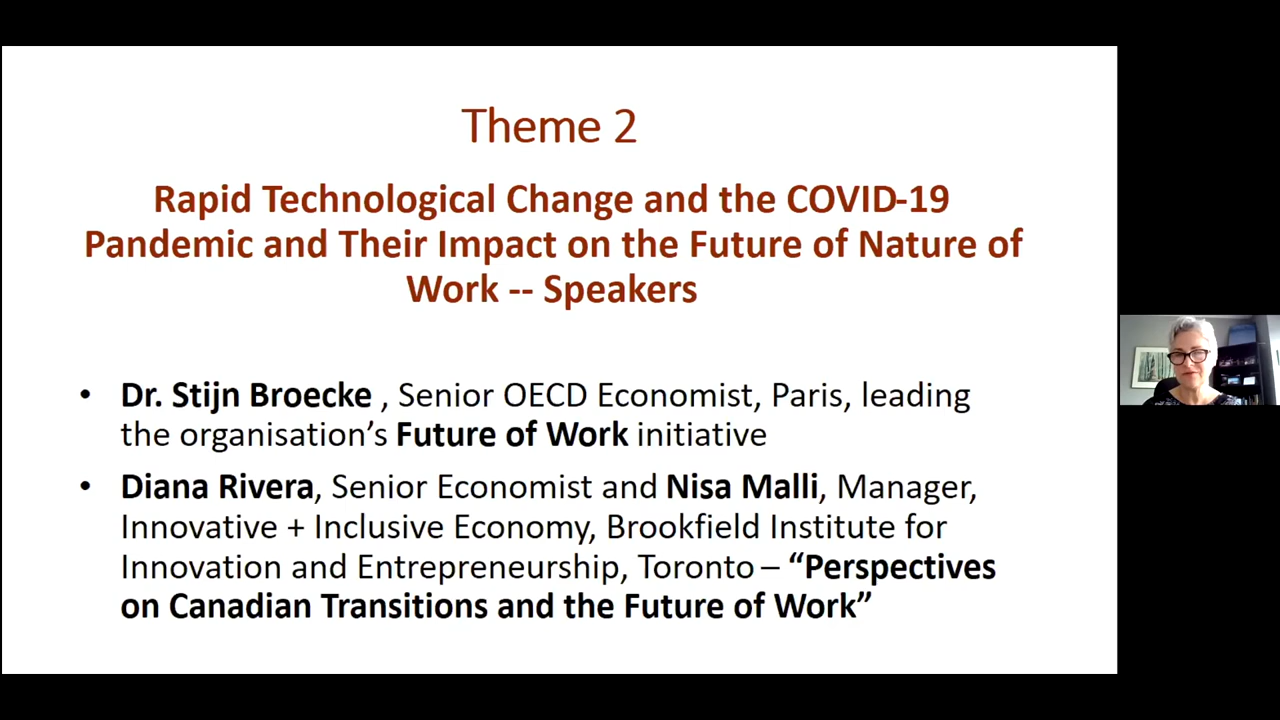 Theme 2
Rapid Technological Change and the COVID-19
Pandemic and Their Impact on the Future of Nature of
Work -- Speakers
• Dr. Stijn Broecke , Senior OECD Economist, Paris, leading
the organisation’s Future of Work initiative
• Diana Rivera, Senior Economist and Nisa Malli, Manager,
Innovative + Inclusive Economy, Brookfield Institute for
Innovation and Entrepreneurship, Toronto – “Perspectives
on Canadian Transitions and the Future of Work”